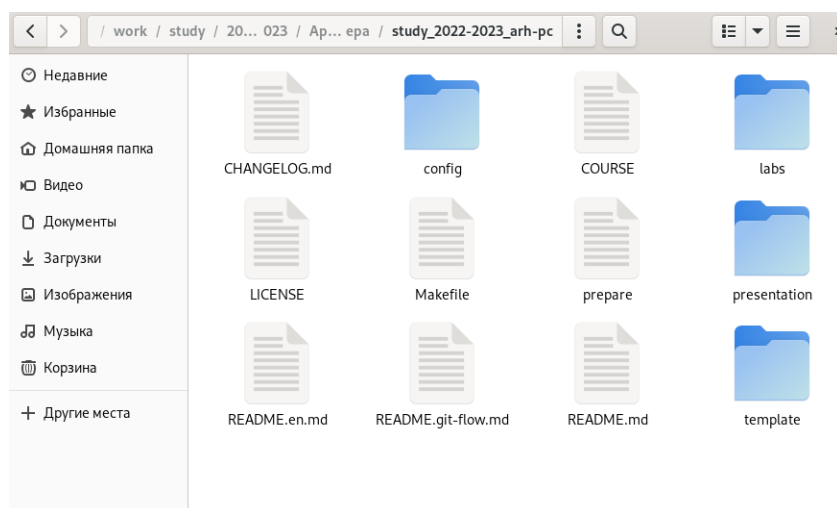 / work / study / 20… 023 / Ap… epa / study_2022-2023_arh-pc
Недавние
Избранные
Домашняя папка
Видео
Документы
Загрузки
Изображения
Музыка
Корзина
Другие места
CHANGELOG.md config COURSE labs
LICENSE Makefile prepare presentation
README.en.md README.git-flow.md README.md template